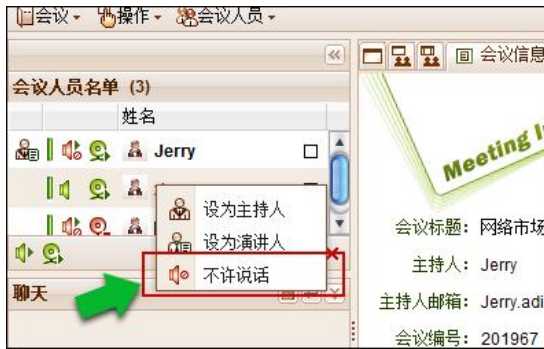 会议 操作 会议人员
会议信息
会议人员名单 (3)
姓名
Jerry
设为主持人
设为演讲人
不许说话
聊天
Meeting
会议标题: 网络市场
主持人: Jerry
主持人邮箱: Jerry.adi
会议编号: 201967